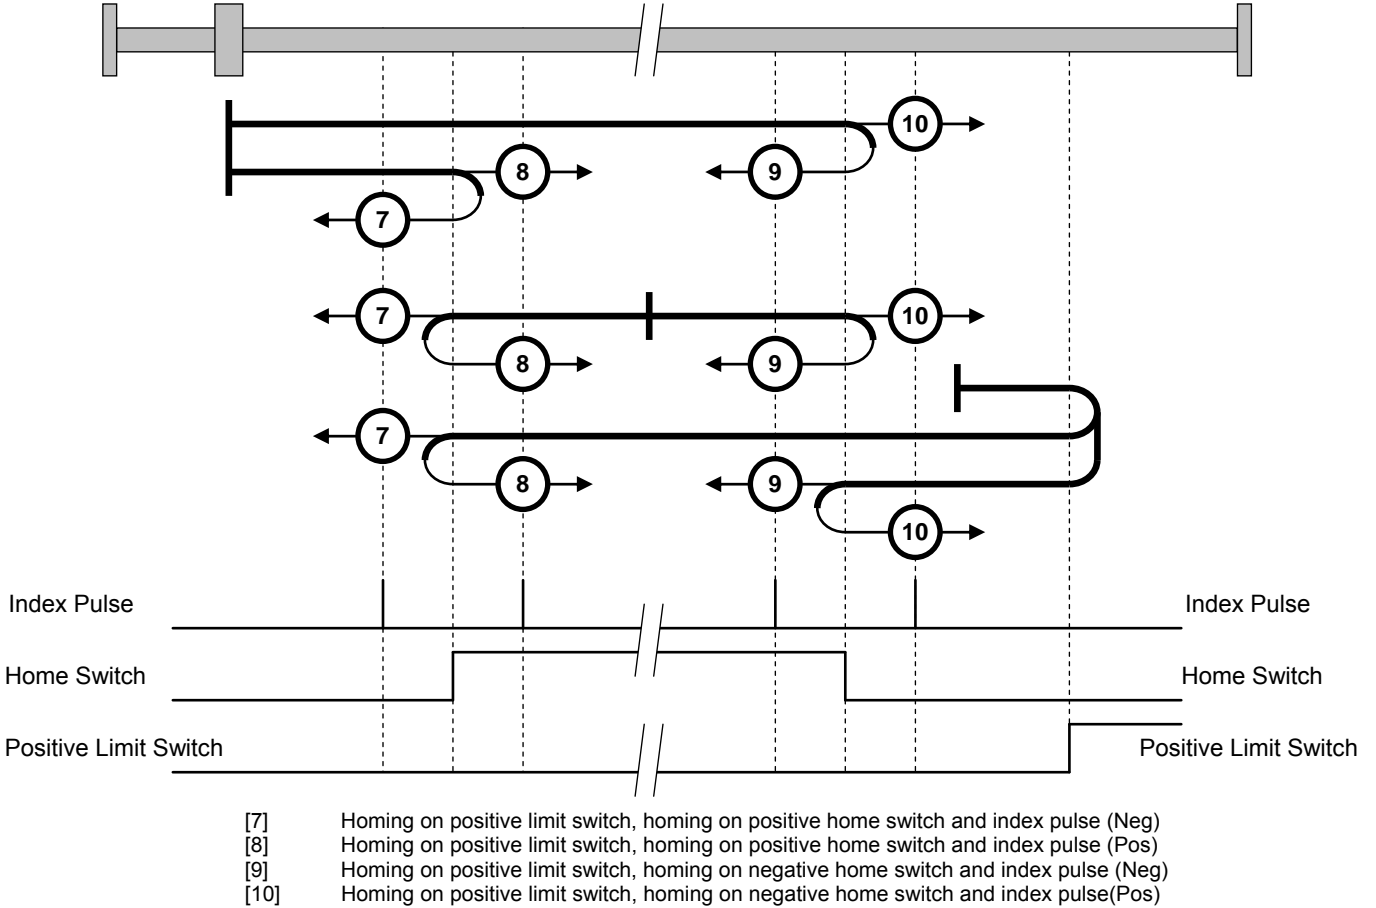 10
8
9
7
7
10
8
9
7
8
9
10
Index Pulse Index Pulse
Home Switch Home Switch
Positive Limit Switch Positive Limit Switch
[7] Homing on positive limit switch, homing on positive home switch and index pulse (Neg)
[8] Homing on positive limit switch, homing on positive home switch and index pulse (Pos)
[9] Homing on positive limit switch, homing on negative home switch and index pulse (Neg)
[10] Homing on positive limit switch, homing on negative home switch and index pulse(Pos)